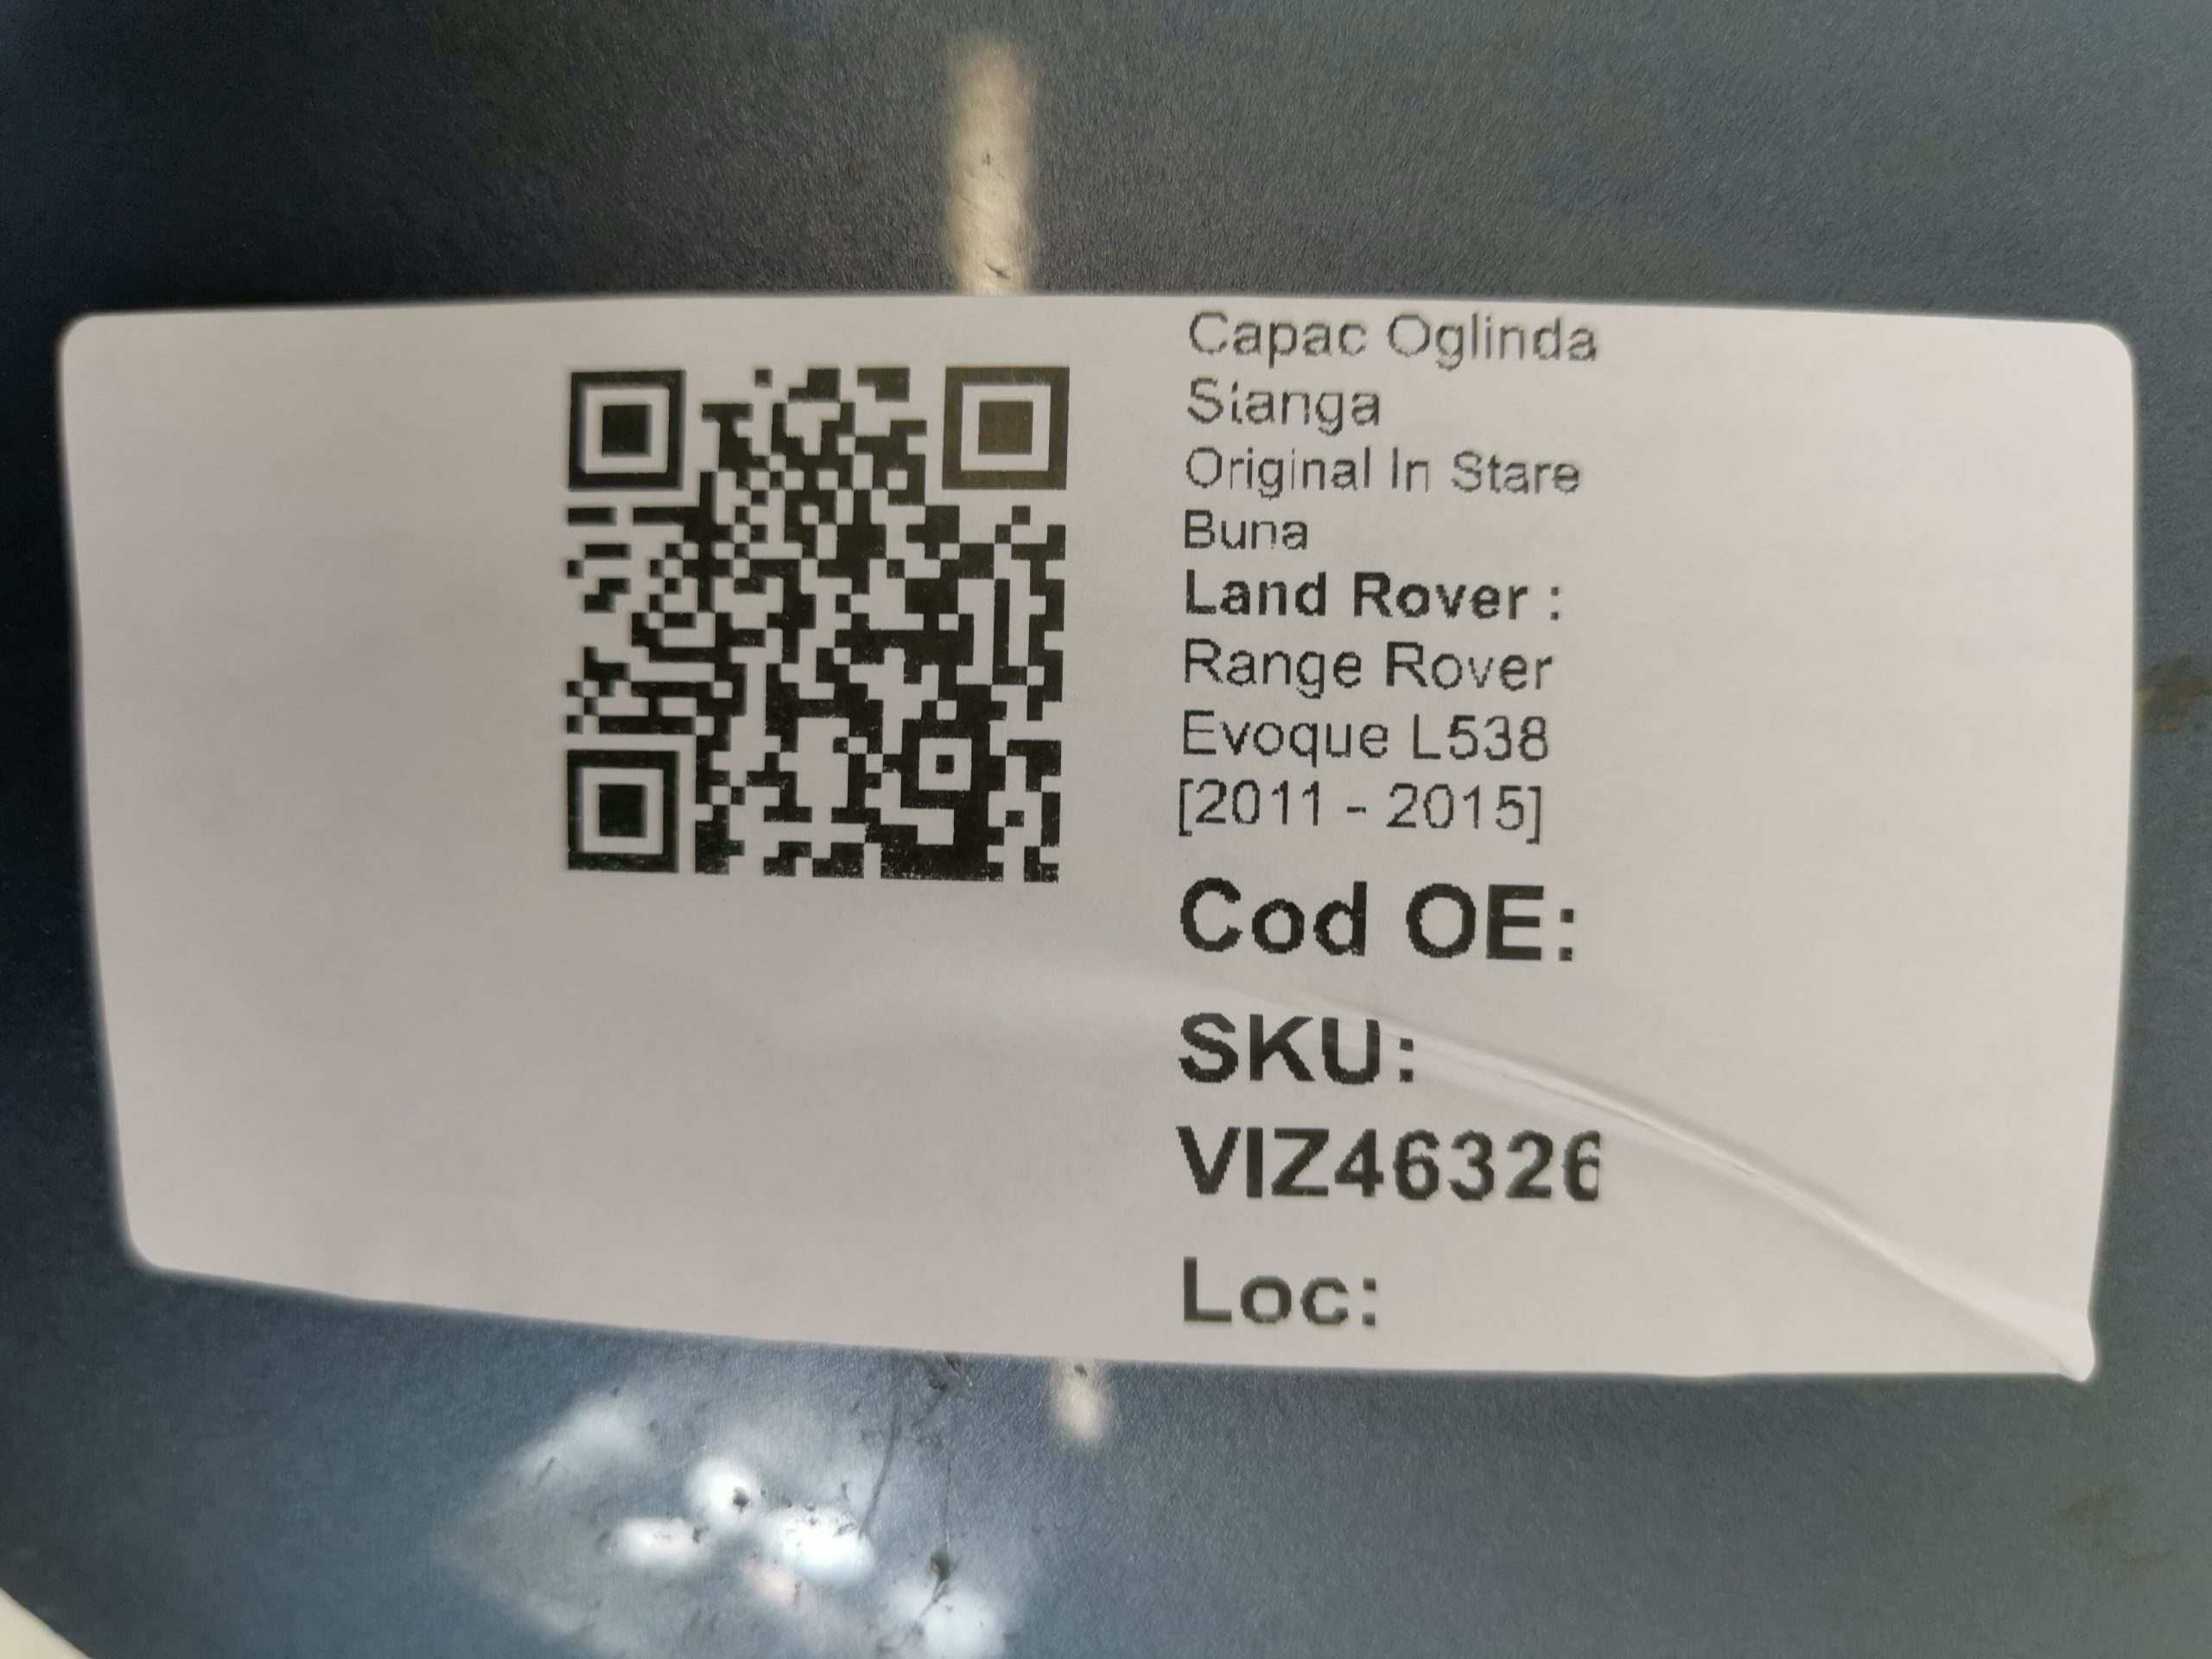 Capac Oglinda
Stanga
Original In Stare
Buna
Land Rover :
Range Rover
Evoque L538
[2011 - 2015]
Cod OE:
SKU:
VIZ46326
Loc: